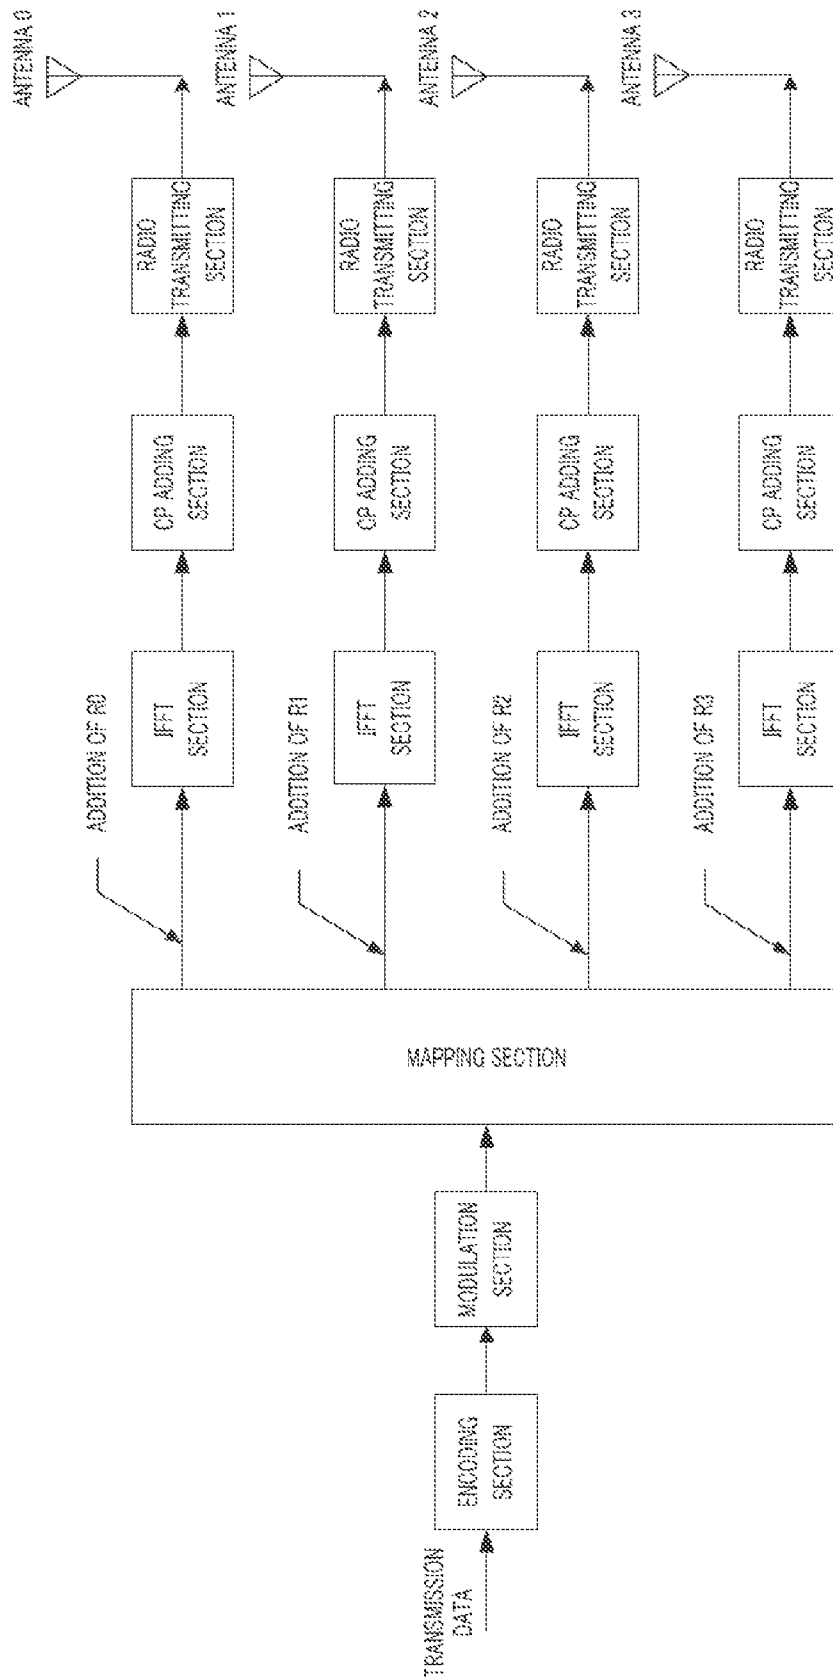 TRANSMISSION
DATA
ENCODING
SECTION
MODULATION
SECTION
MAPPING SECTION
ADDITION OF R0
IFFT
SECTION
CP ADDING
SECTION
RADIO
TRANSMITTING
SECTION
ANTENNA 0
ADDITION OF R1
IFFT
SECTION
CP ADDING
SECTION
RADIO
TRANSMITTING
SECTION
ANTENNA 1
ADDITION OF R2
IFFT
SECTION
CP ADDING
SECTION
RADIO
TRANSMITTING
SECTION
ANTENNA 2
ADDITION OF R3
IFFT
SECTION
CP ADDING
SECTION
RADIO
TRANSMITTING
SECTION
ANTENNA 3